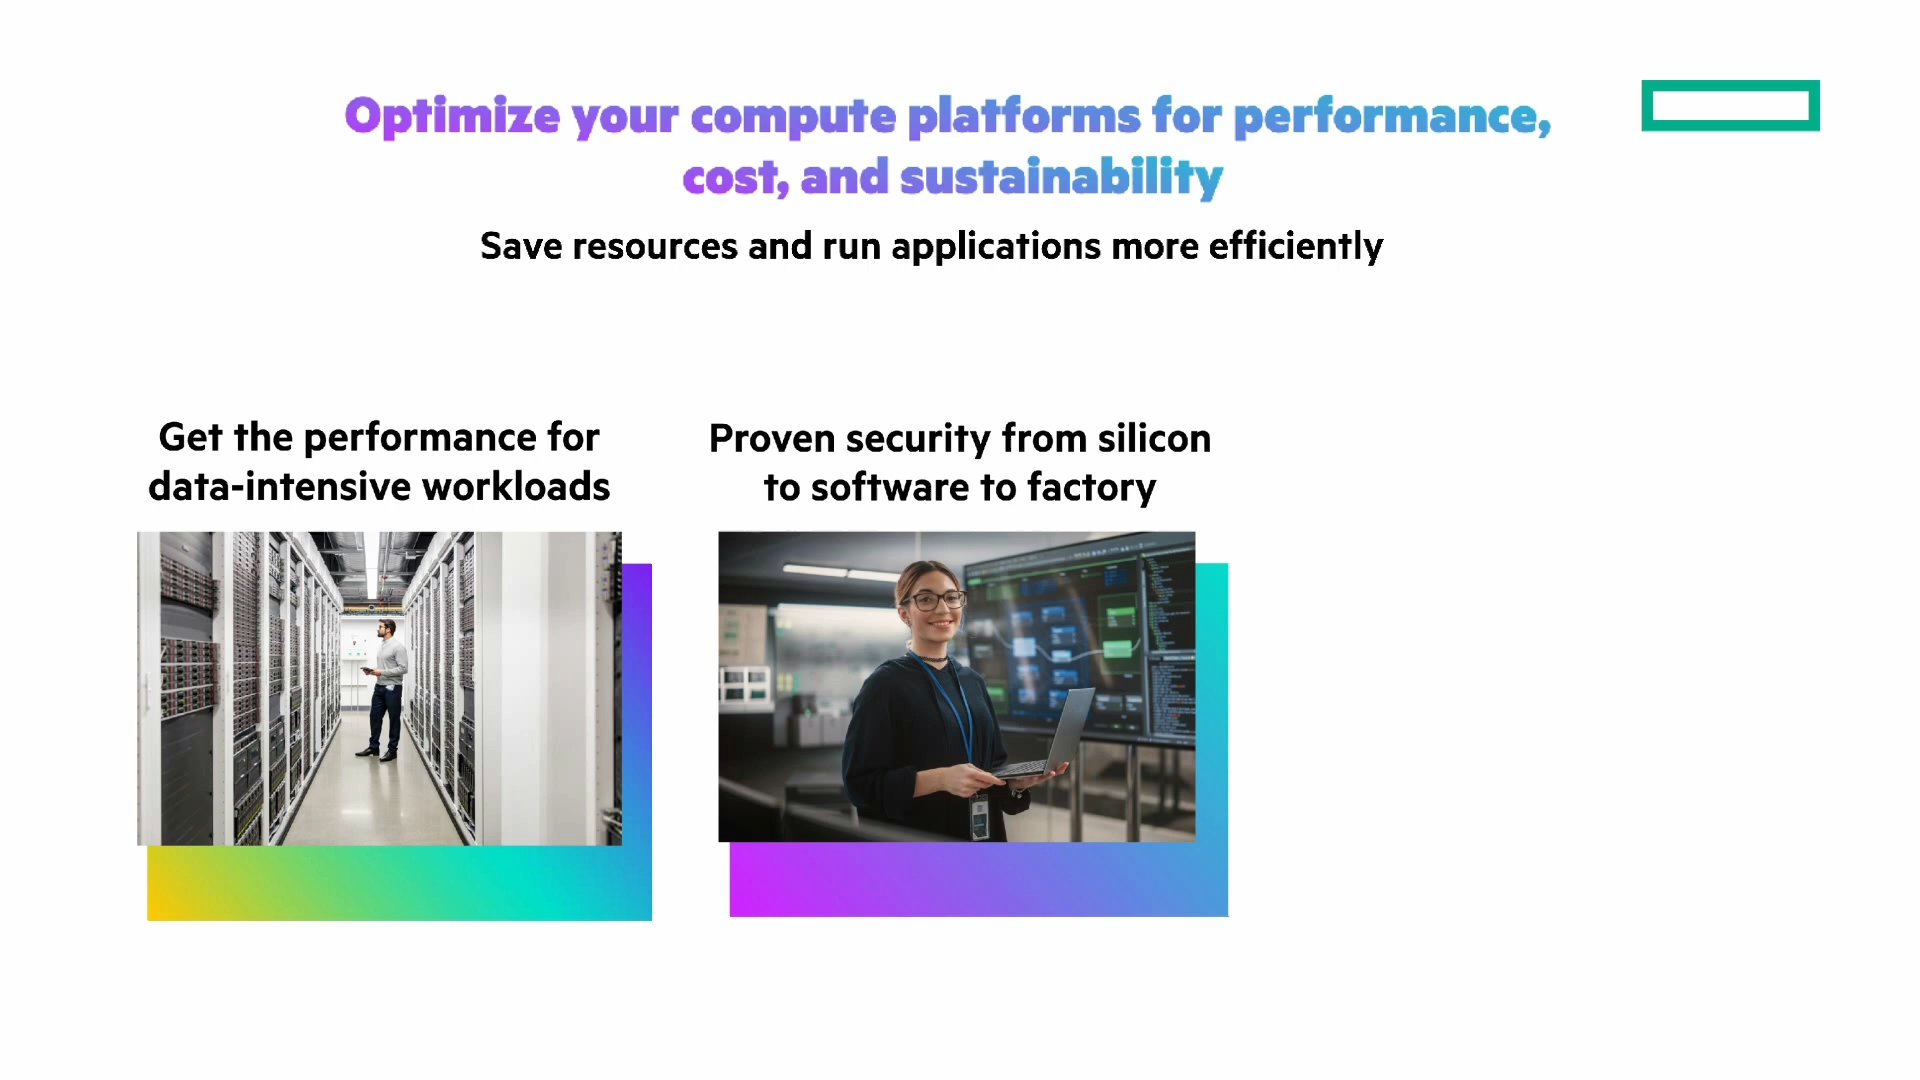 Optimize your compute platforms for performance,
cost, and sustainability
Save resources and run applications more efficiently
Get the performance for
data-intensive workloads
Proven security from silicon
to software to factory